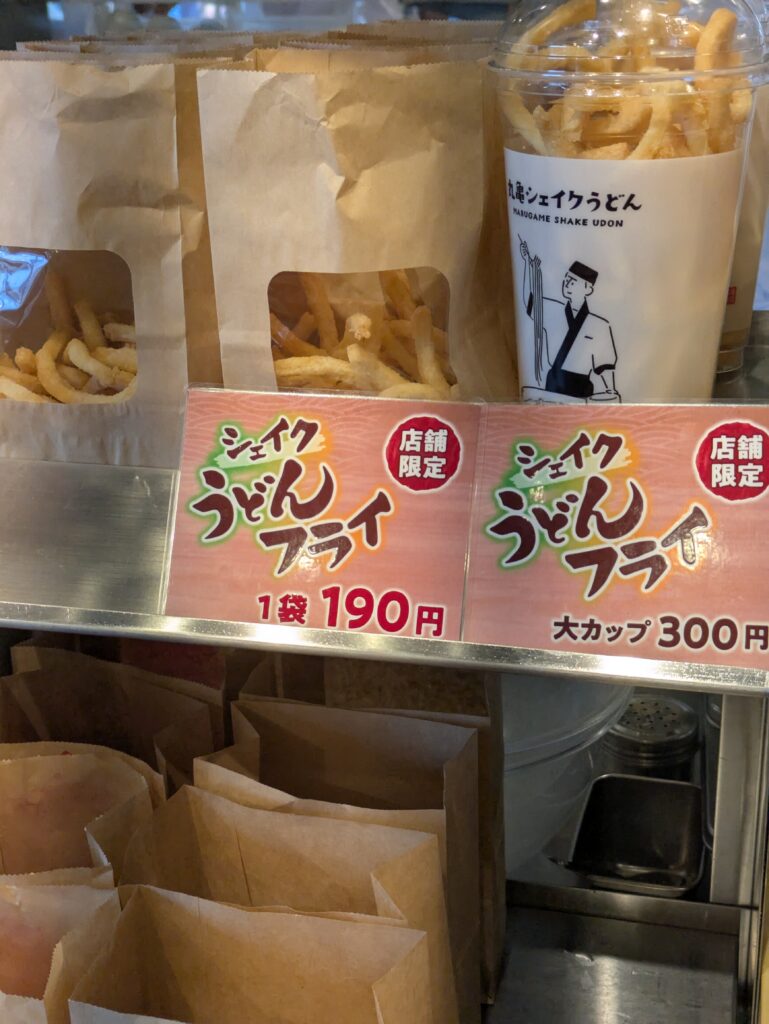 丸亀シェイクうどん
MARUGAME SHAKE UDON
シェイク
うどん
フライ
店舗
限定
1袋 190円
シェイク
うどん
フライ
店舗
限定
大カップ 300円